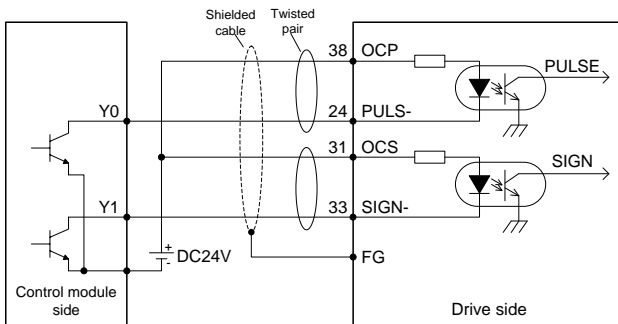 Shielded
cable
Twisted
pair
38 OCP
PULSE
Y0
24 PULS-
31 OCS
SIGN
Y1
33 SIGN-
+
DC24V
-
FG
Control module
side
Drive side